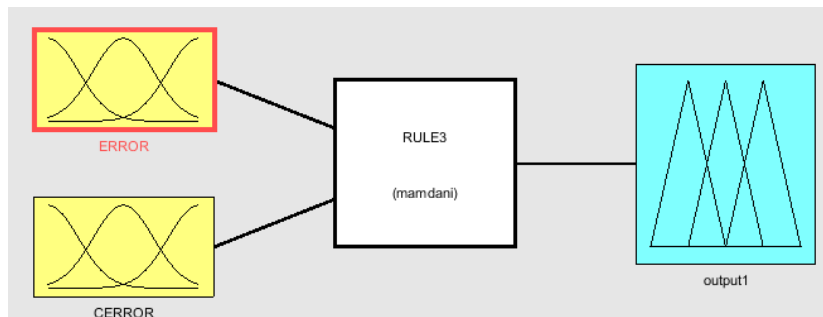 ERROR
RULE3
(mamdani)
CERROR
output1